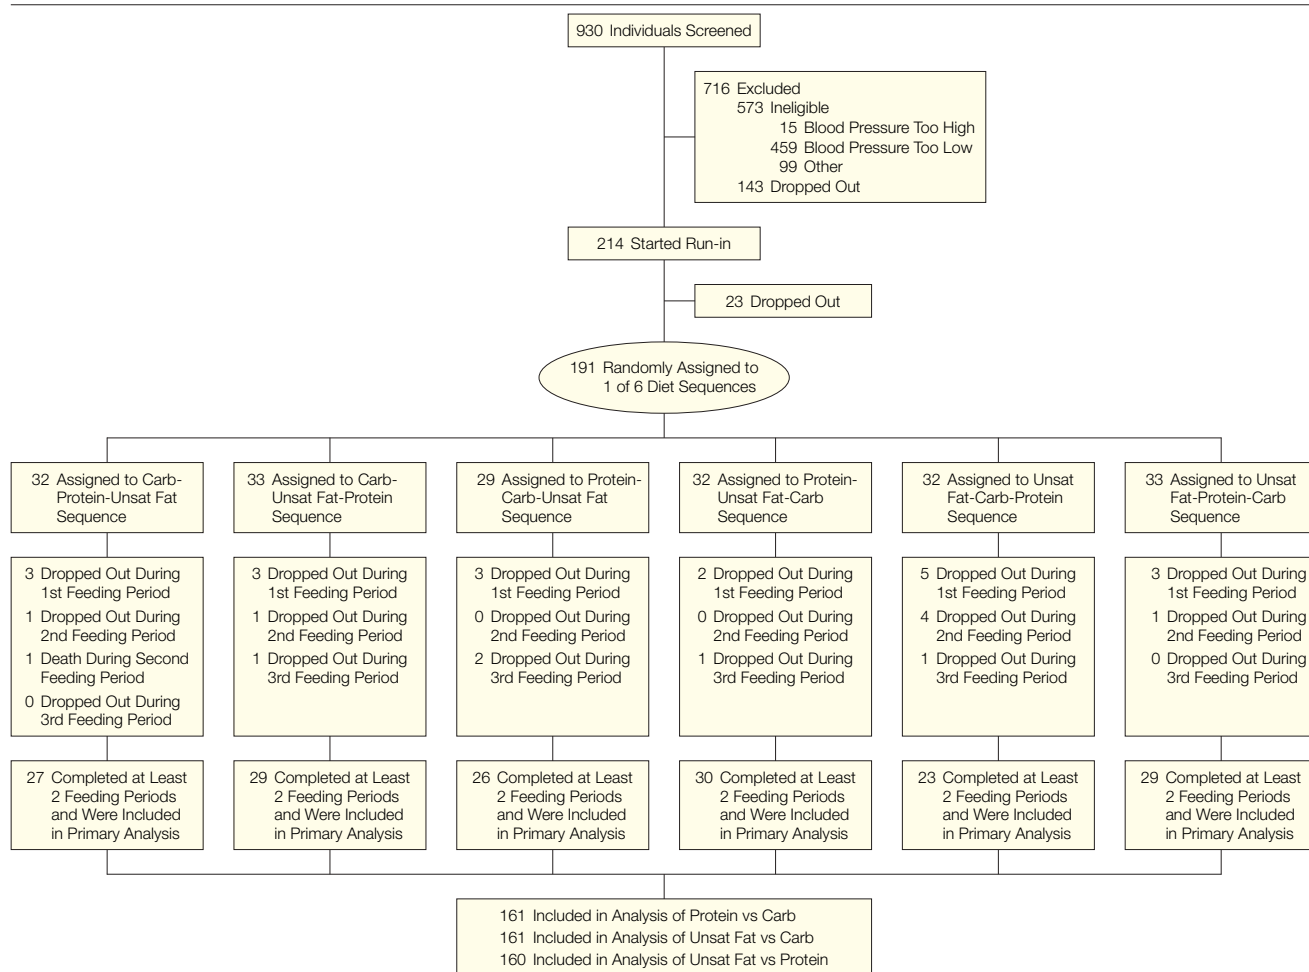 930 Individuals Screened
716 Excluded
573 Ineligible
15 Blood Pressure Too High
459 Blood Pressure Too Low
99 Other
143 Dropped Out
214 Started Run-in
23 Dropped Out
191 Randomly Assigned to
1 of 6 Diet Sequences
32 Assigned to Carb-
Protein-Unsat Fat
Sequence
33 Assigned to Carb-
Unsat Fat-Protein
Sequence
29 Assigned to Protein-
Carb-Unsat Fat
Sequence
32 Assigned to Protein-
Unsat Fat-Carb
Sequence
32 Assigned to Unsat
Fat-Carb-Protein
Sequence
33 Assigned to Unsat
Fat-Protein-Carb
Sequence
3 Dropped Out During
1st Feeding Period
1 Dropped Out During
2nd Feeding Period
1 Death During Second
Feeding Period
0 Dropped Out During
3rd Feeding Period
3 Dropped Out During
1st Feeding Period
1 Dropped Out During
2nd Feeding Period
1 Dropped Out During
3rd Feeding Period
3 Dropped Out During
1st Feeding Period
0 Dropped Out During
2nd Feeding Period
2 Dropped Out During
3rd Feeding Period
2 Dropped Out During
1st Feeding Period
0 Dropped Out During
2nd Feeding Period
1 Dropped Out During
3rd Feeding Period
5 Dropped Out During
1st Feeding Period
4 Dropped Out During
2nd Feeding Period
1 Dropped Out During
3rd Feeding Period
3 Dropped Out During
1st Feeding Period
1 Dropped Out During
2nd Feeding Period
0 Dropped Out During
3rd Feeding Period
27 Completed at Least
2 Feeding Periods
and Were Included
in Primary Analysis
29 Completed at Least
2 Feeding Periods
and Were Included
in Primary Analysis
26 Completed at Least
2 Feeding Periods
and Were Included
in Primary Analysis
30 Completed at Least
2 Feeding Periods
and Were Included
in Primary Analysis
23 Completed at Least
2 Feeding Periods
and Were Included
in Primary Analysis
29 Completed at Least
2 Feeding Periods
and Were Included
in Primary Analysis
161 Included in Analysis of Protein vs Carb
161 Included in Analysis of Unsat Fat vs Carb
160 Included in Analysis of Unsat Fat vs Protein